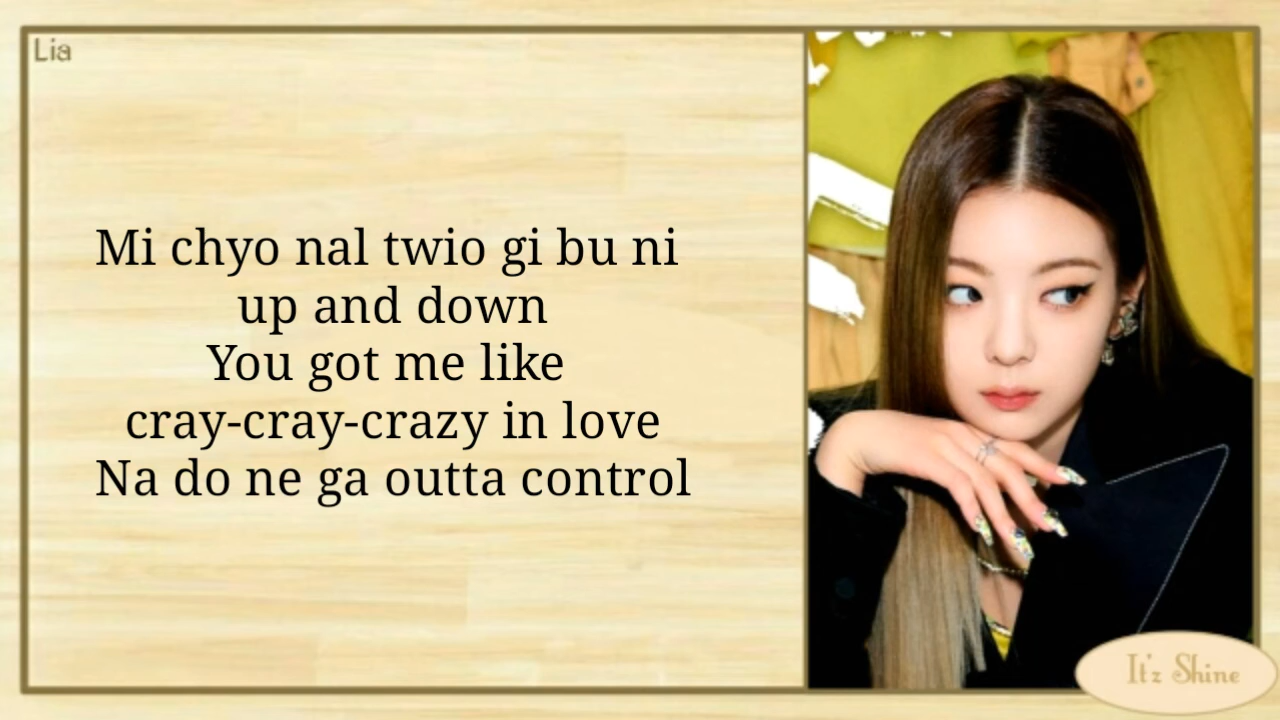 Lia
Mi chyo nal twio gi bu ni
up and down
You got me like
cray-cray-crazy in love
Na do ne ga outta control
It'z Shine